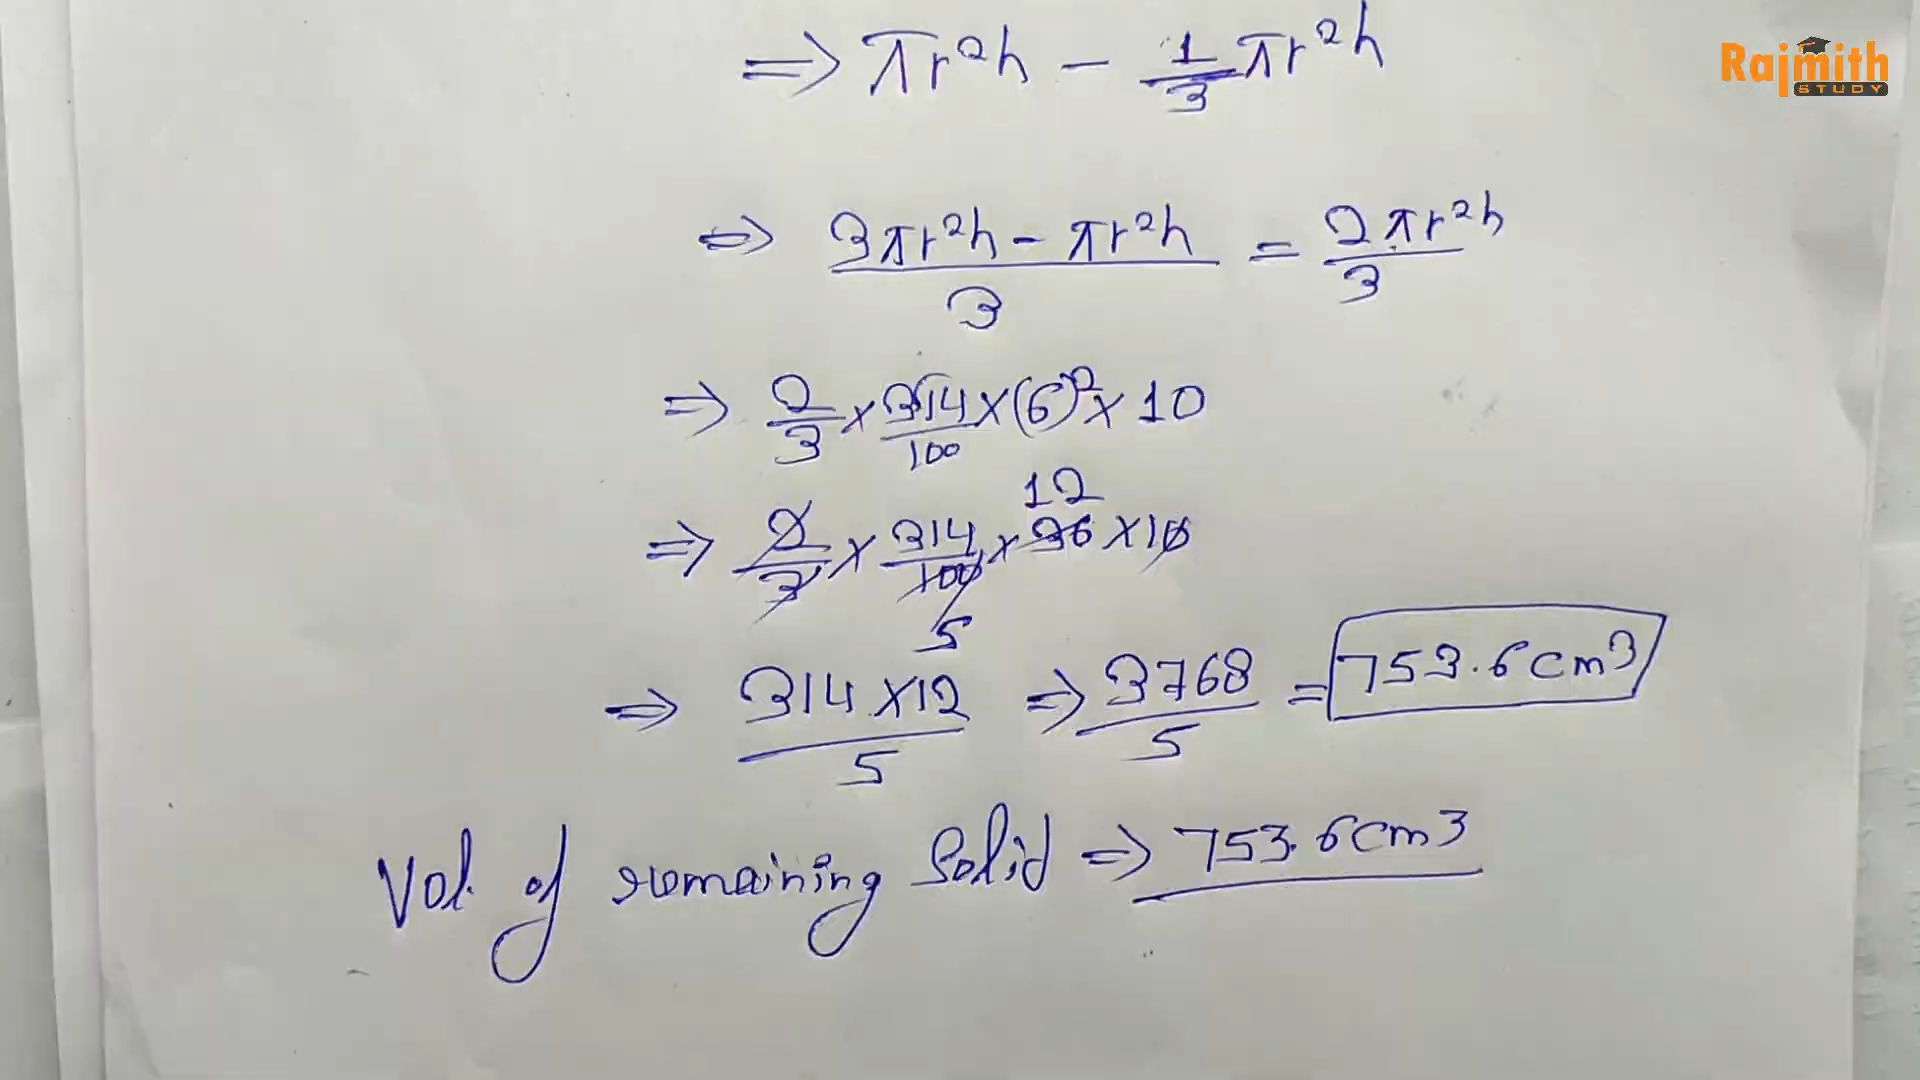 Rajmith
STUDY
⇒ πr²h - 1/3 πr²h
⇒ 3πr²h - πr²h / 3 = 2πr²h / 3
⇒ 2/3 × 314/100 × (6)² × 10
12
⇒ 2/3 × 314/100 × 36 × 10
5
⇒ 314 × 12 / 5 ⇒ 3768 / 5 = 753.6 cm³
Vol. of remaining Solid ⇒ 753.6 cm³